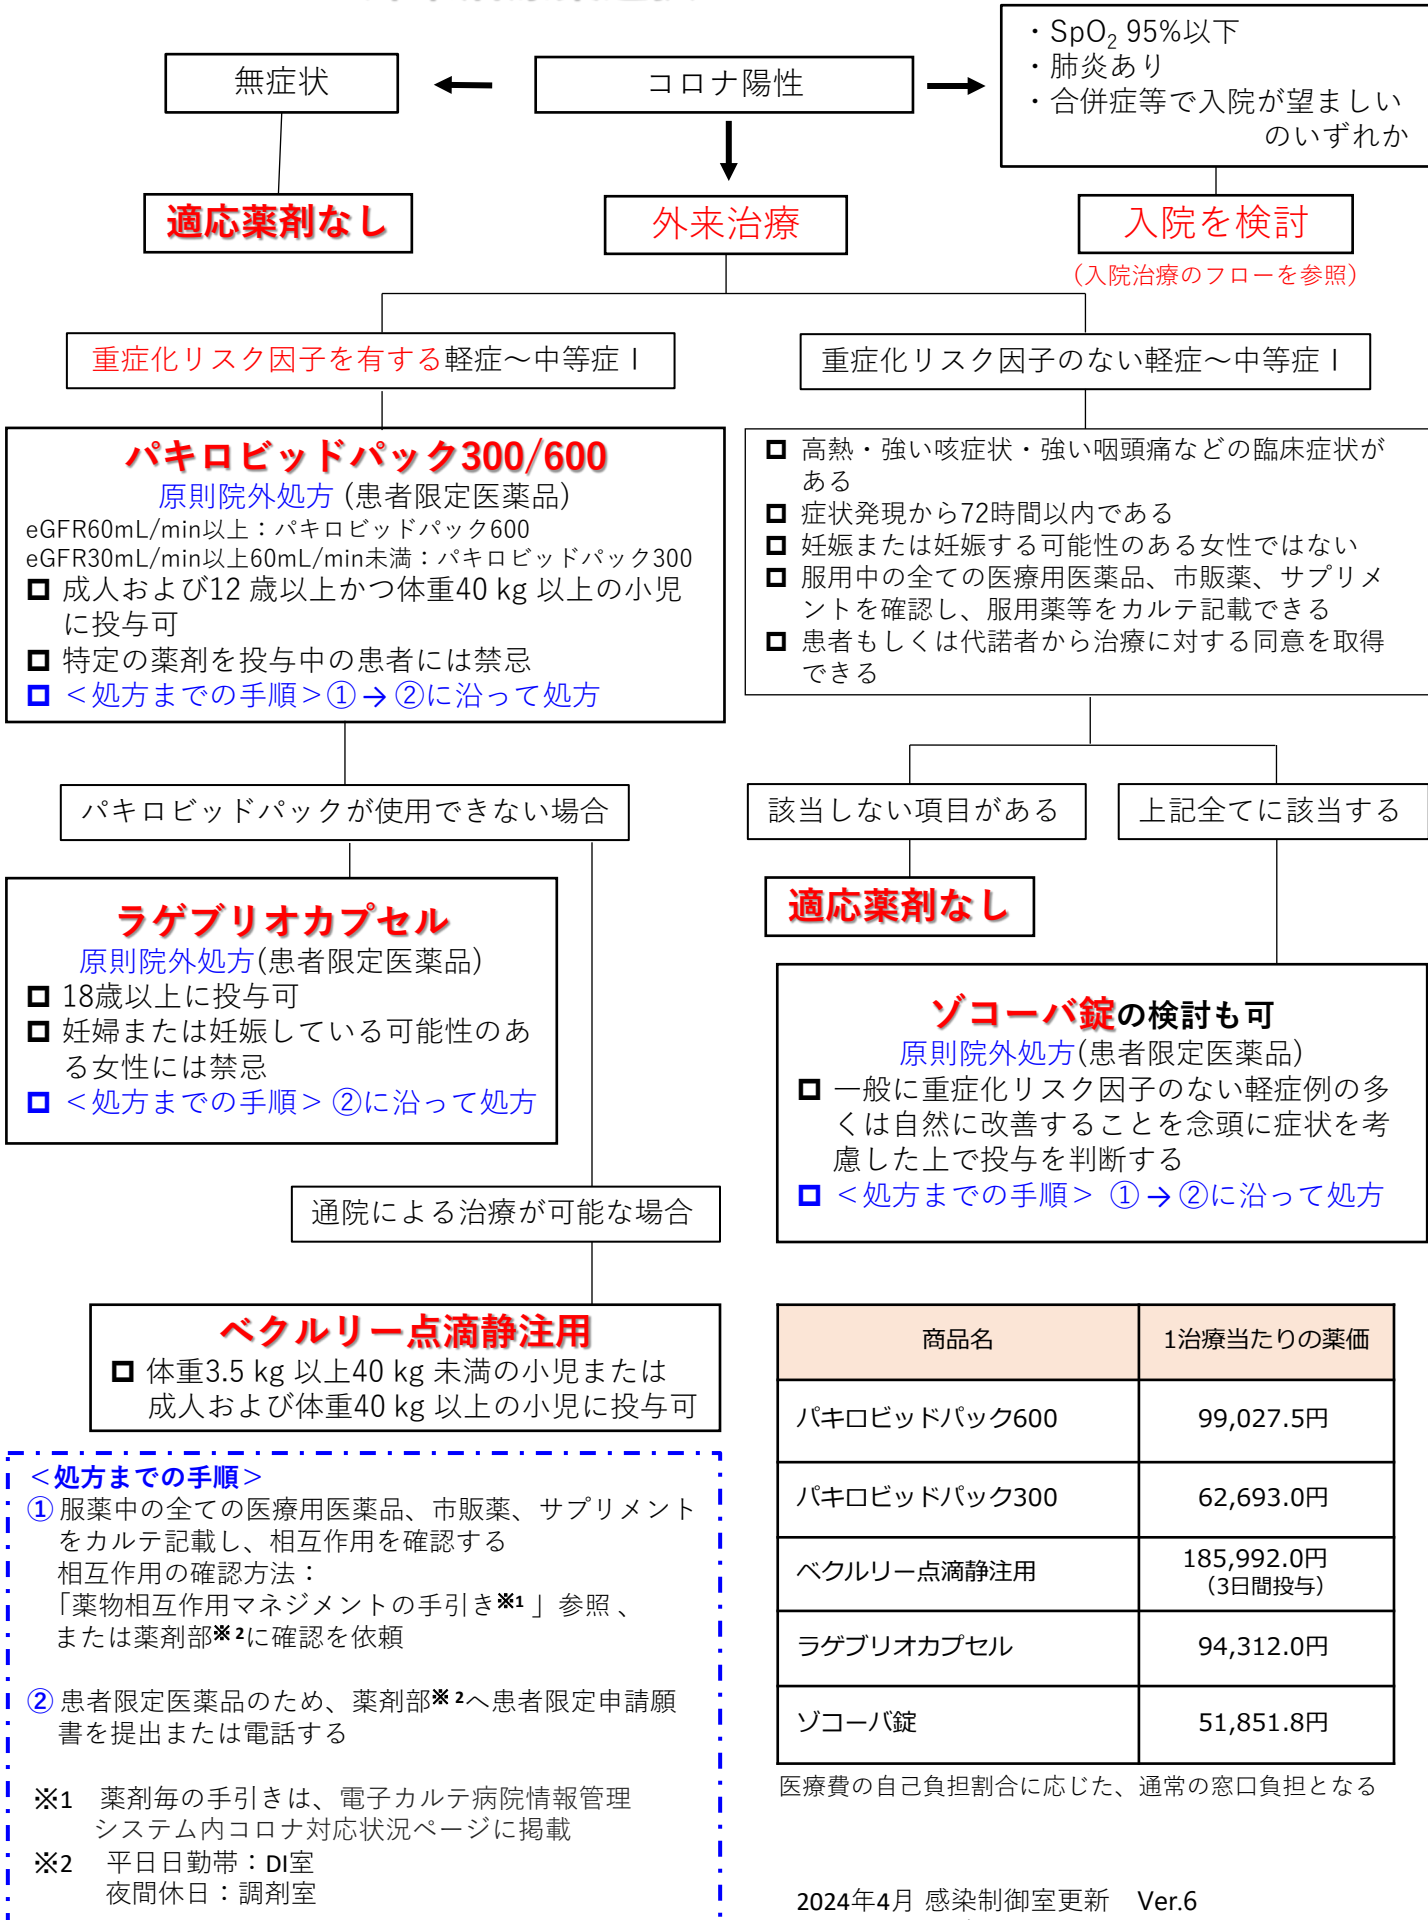 無症状
コロナ陽性
・SpO₂ 95%以下
・肺炎あり
・合併症等で入院が望ましい
のいずれか
適応薬剤なし
外来治療
入院を検討
(入院治療のフローを参照)
重症化リスク因子を有する軽症～中等症Ⅰ
重症化リスク因子のない軽症～中等症Ⅰ
パキロビッドパック300/600
原則院外処方 (患者限定医薬品)
eGFR60mL/min以上：パキロビッドパック600
eGFR30mL/min以上60mL/min未満：パキロビッドパック300
成人および12 歳以上かつ体重40 kg 以上の小児
に投与可
特定の薬剤を投与中の患者には禁忌
＜処方までの手順＞①→②に沿って処方
高熱・強い咳症状・強い咽頭痛などの臨床症状が
ある
症状発現から72時間以内である
妊娠または妊娠する可能性のある女性ではない
服用中の全ての医療用医薬品、市販薬、サプリメ
ントを確認し、服用薬等をカルテ記載できる
患者もしくは代諾者から治療に対する同意を取得
できる
パキロビッドパックが使用できない場合
該当しない項目がある
上記全てに該当する
ラゲブリオカプセル
原則院外処方(患者限定医薬品)
18歳以上に投与可
妊婦または妊娠している可能性のあ
る女性には禁忌
＜処方までの手順＞②に沿って処方
適応薬剤なし
ゾコーバ錠の検討も可
原則院外処方(患者限定医薬品)
一般に重症化リスク因子のない軽症例の多
くは自然に改善することを念頭に症状を考
慮した上で投与を判断する
＜処方までの手順＞ ①→②に沿って処方
通院による治療が可能な場合
ベクルリー点滴静注用
体重3.5 kg 以上40 kg 未満の小児または
成人および体重40 kg 以上の小児に投与可
商品名 1治療当たりの薬価
パキロビッドパック600 99,027.5円
パキロビッドパック300 62,693.0円
ベクルリー点滴静注用 185,992.0円
(3日間投与)
ラゲブリオカプセル 94,312.0円
ゾコーバ錠 51,851.8円
医療費の自己負担割合に応じた、通常の窓口負担となる
＜処方までの手順＞
① 服薬中の全ての医療用医薬品、市販薬、サプリメント
をカルテ記載し、相互作用を確認する
相互作用の確認方法：
「薬物相互作用マネジメントの手引き※1 」参照、
または薬剤部※2に確認を依頼
② 患者限定医薬品のため、薬剤部※2へ患者限定申請願
書を提出または電話する
※1 薬剤毎の手引きは、電子カルテ病院情報管理
システム内コロナ対応状況ページに掲載
※2 平日日勤帯：DI室
夜間休日：調剤室
2024年4月 感染制御室更新 Ver.6